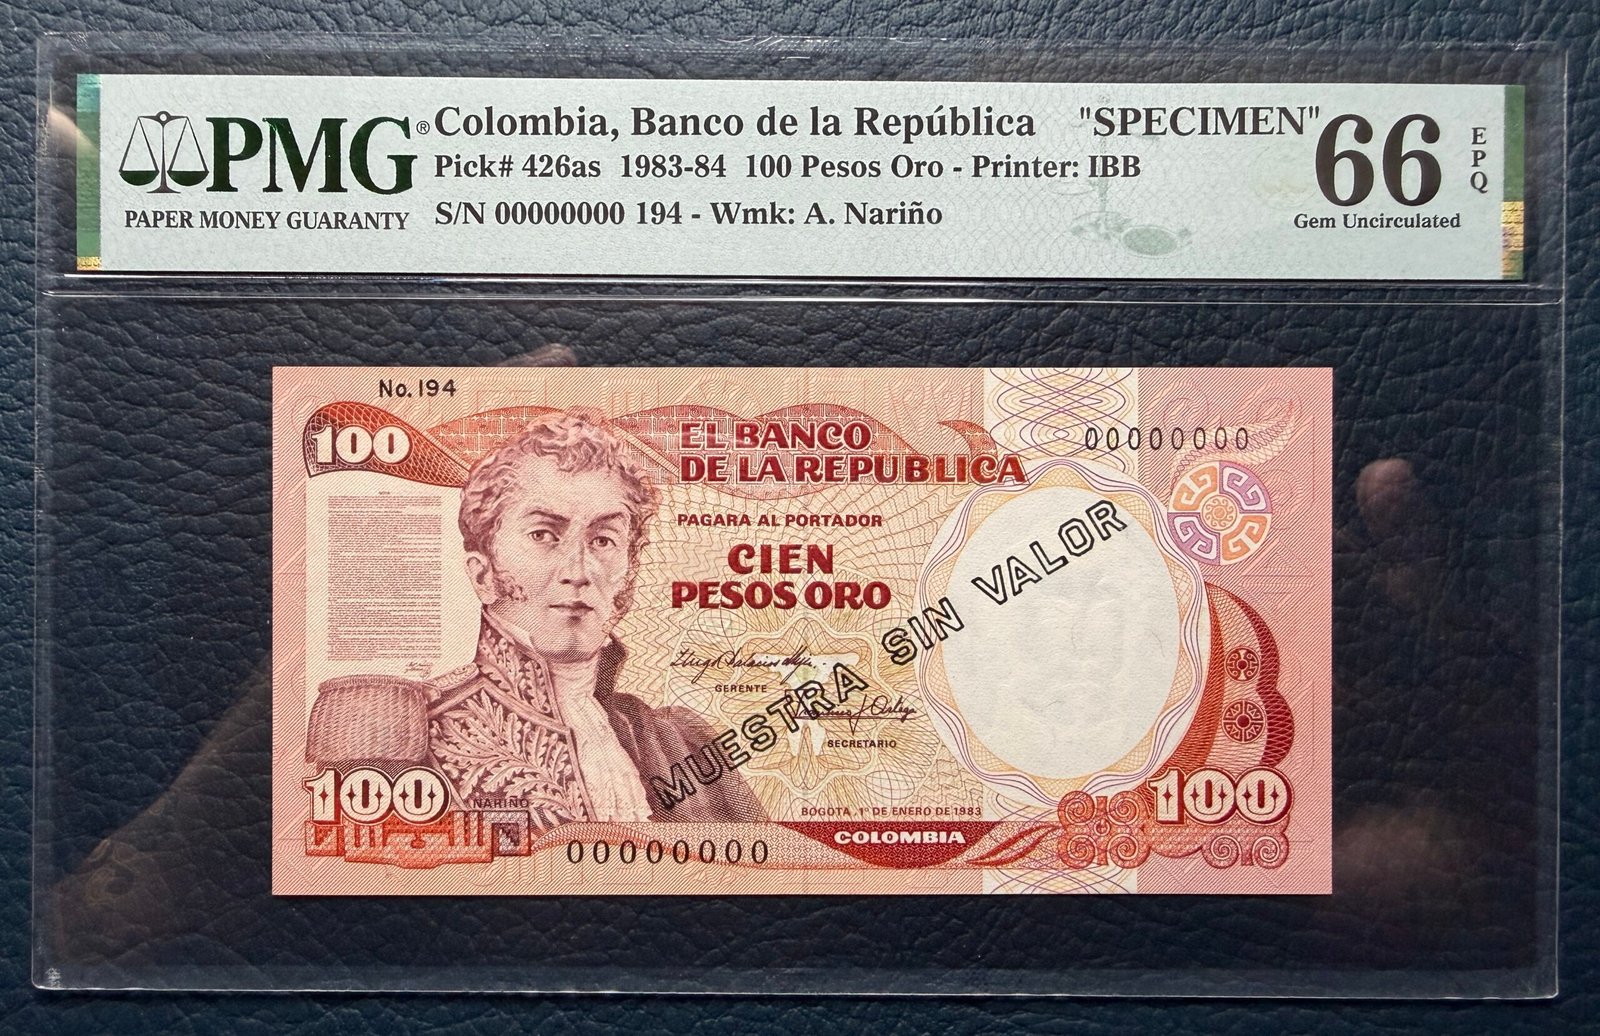 PMG®
PAPER MONEY GUARANTY
Colombia, Banco de la República "SPECIMEN"
Pick# 426as 1983-84 100 Pesos Oro - Printer: IBB
S/N 00000000 194 - Wmk: A. Nariño
66
EPQ
Gem Uncirculated
No. 194
100
EL BANCO
DE LA REPUBLICA
00000000
PAGARA AL PORTADOR
CIEN
PESOS ORO
MUESTRA SIN VALOR
GERENTE
SECRETARIO
100
NARIÑO
BOGOTA, 1º DE ENERO DE 1983
COLOMBIA
00000000
100